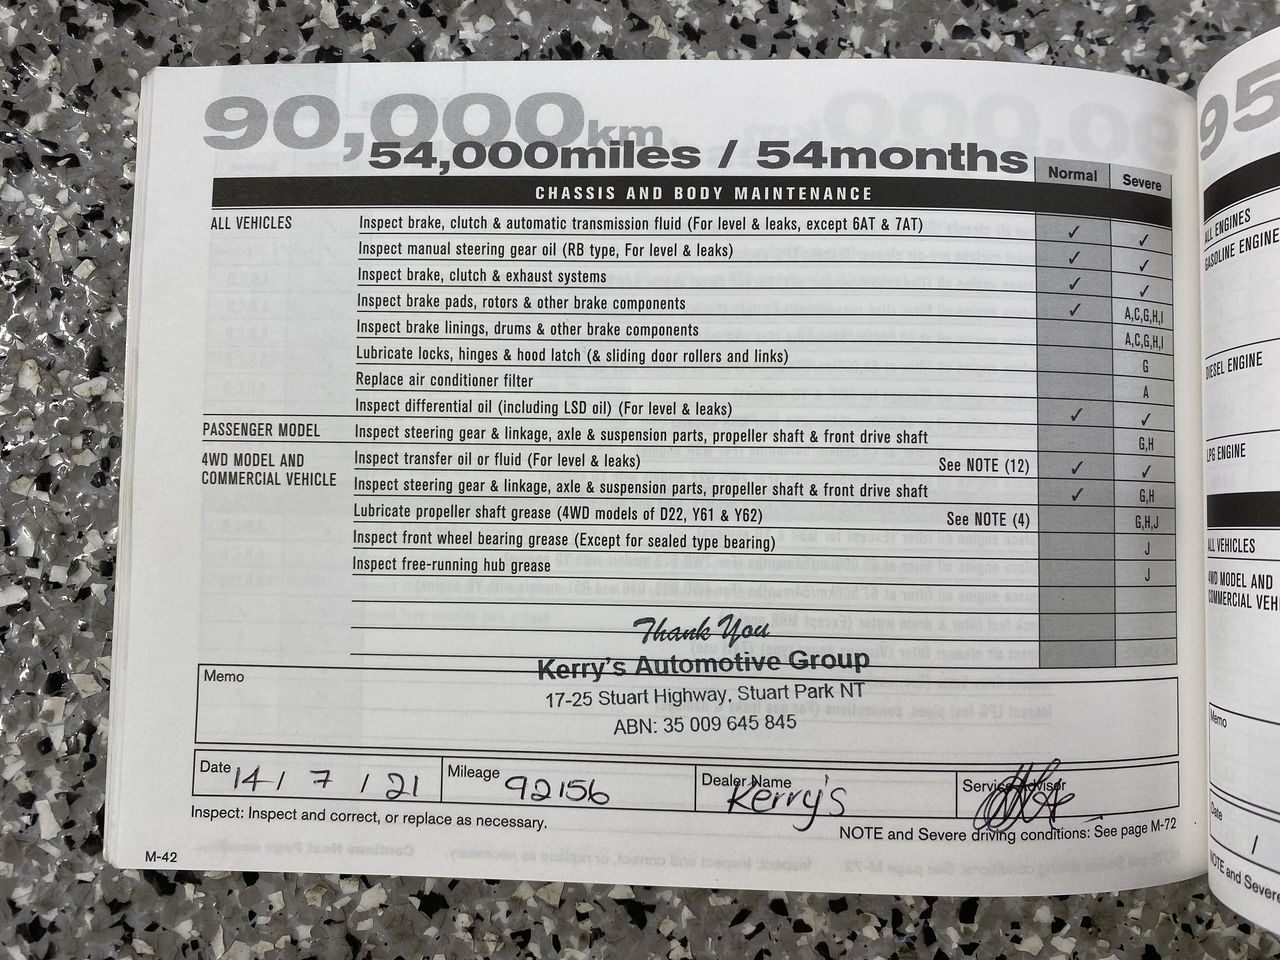 90,000km
54,000miles / 54months
Normal Severe
CHASSIS AND BODY MAINTENANCE
ALL VEHICLES Inspect brake, clutch & automatic transmission fluid (For level & leaks, except 6AT & 7AT) ✓ ✓
Inspect manual steering gear oil (RB type, For level & leaks) ✓ ✓
Inspect brake, clutch & exhaust systems ✓ ✓
Inspect brake pads, rotors & other brake components ✓ A,C,G,H,I
Inspect brake linings, drums & other brake components A,C,G,H,I
Lubricate locks, hinges & hood latch (& sliding door rollers and links) G
Replace air conditioner filter A
Inspect differential oil (including LSD oil) (For level & leaks) ✓ ✓
PASSENGER MODEL Inspect steering gear & linkage, axle & suspension parts, propeller shaft & front drive shaft G,H
4WD MODEL AND Inspect transfer oil or fluid (For level & leaks) See NOTE (12) ✓ ✓
COMMERCIAL VEHICLE Inspect steering gear & linkage, axle & suspension parts, propeller shaft & front drive shaft ✓ G,H
Lubricate propeller shaft grease (4WD models of D22, Y61 & Y62) See NOTE (4) G,H,J
Inspect front wheel bearing grease (Except for sealed type bearing) J
Inspect free-running hub grease J
Thank You
Kerry's Automotive Group
Memo
17-25 Stuart Highway, Stuart Park NT
ABN: 35 009 645 845
Date 14 / 7 / 21 Mileage 92156 Dealer Name Kerry's Service Advisor
Inspect: Inspect and correct, or replace as necessary.
NOTE and Severe driving conditions: See page M-72
M-42
95
ALL ENGINES
GASOLINE ENGINE
DIESEL ENGINE
LPG ENGINE
ALL VEHICLES
4WD MODEL AND
COMMERCIAL VEHI
Memo
Date /
NOTE and Severe